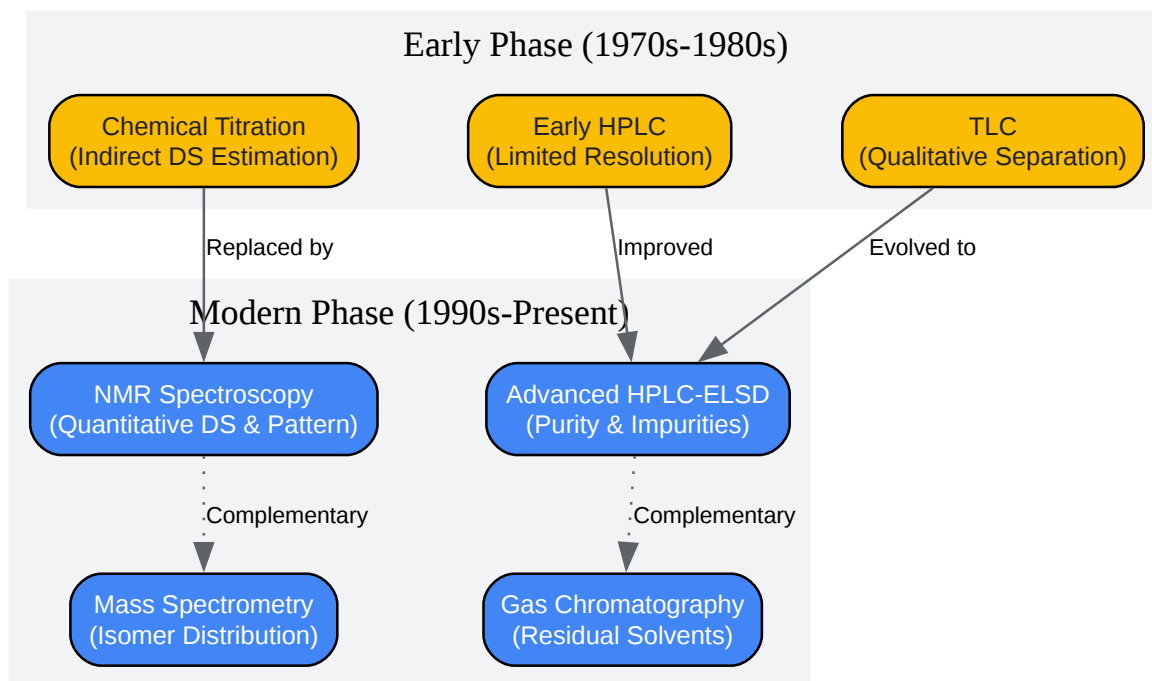 Early Phase (1970s-1980s)
Chemical Titration
(Indirect DS Estimation)
Early HPLC
(Limited Resolution)
TLC
(Qualitative Separation)
Replaced by
Improved
Evolved to
Modern Phase (1990s-Present)
NMR Spectroscopy
(Quantitative DS & Pattern)
Advanced HPLC-ELSD
(Purity & Impurities)
Complementary
Complementary
Mass Spectrometry
(Isomer Distribution)
Gas Chromatography
(Residual Solvents)